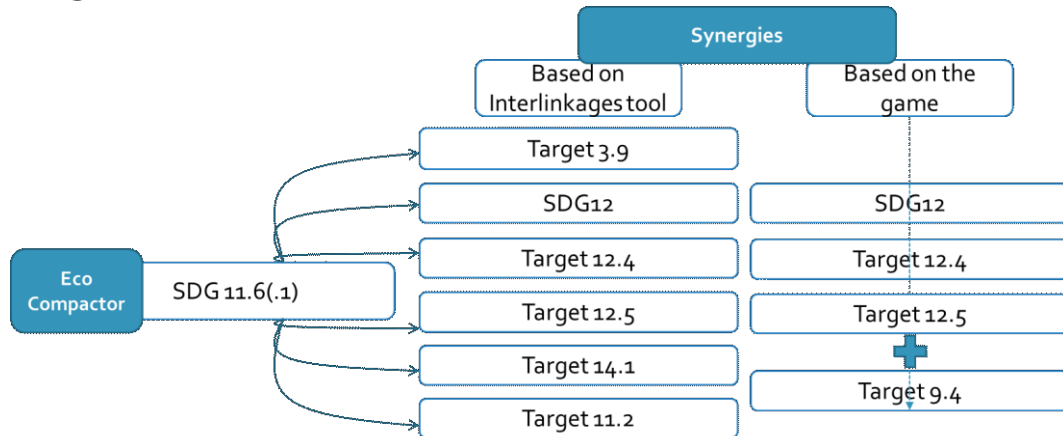 Synergies
Based on
Interlinkages tool
Based on the
game
Target 3.9
SDG12
SDG12
Eco
Compactor
SDG 11.6(.1)
Target 12.4
Target 12.4
Target 12.5
Target 12.5
Target 14.1
Target 9.4
Target 11.2